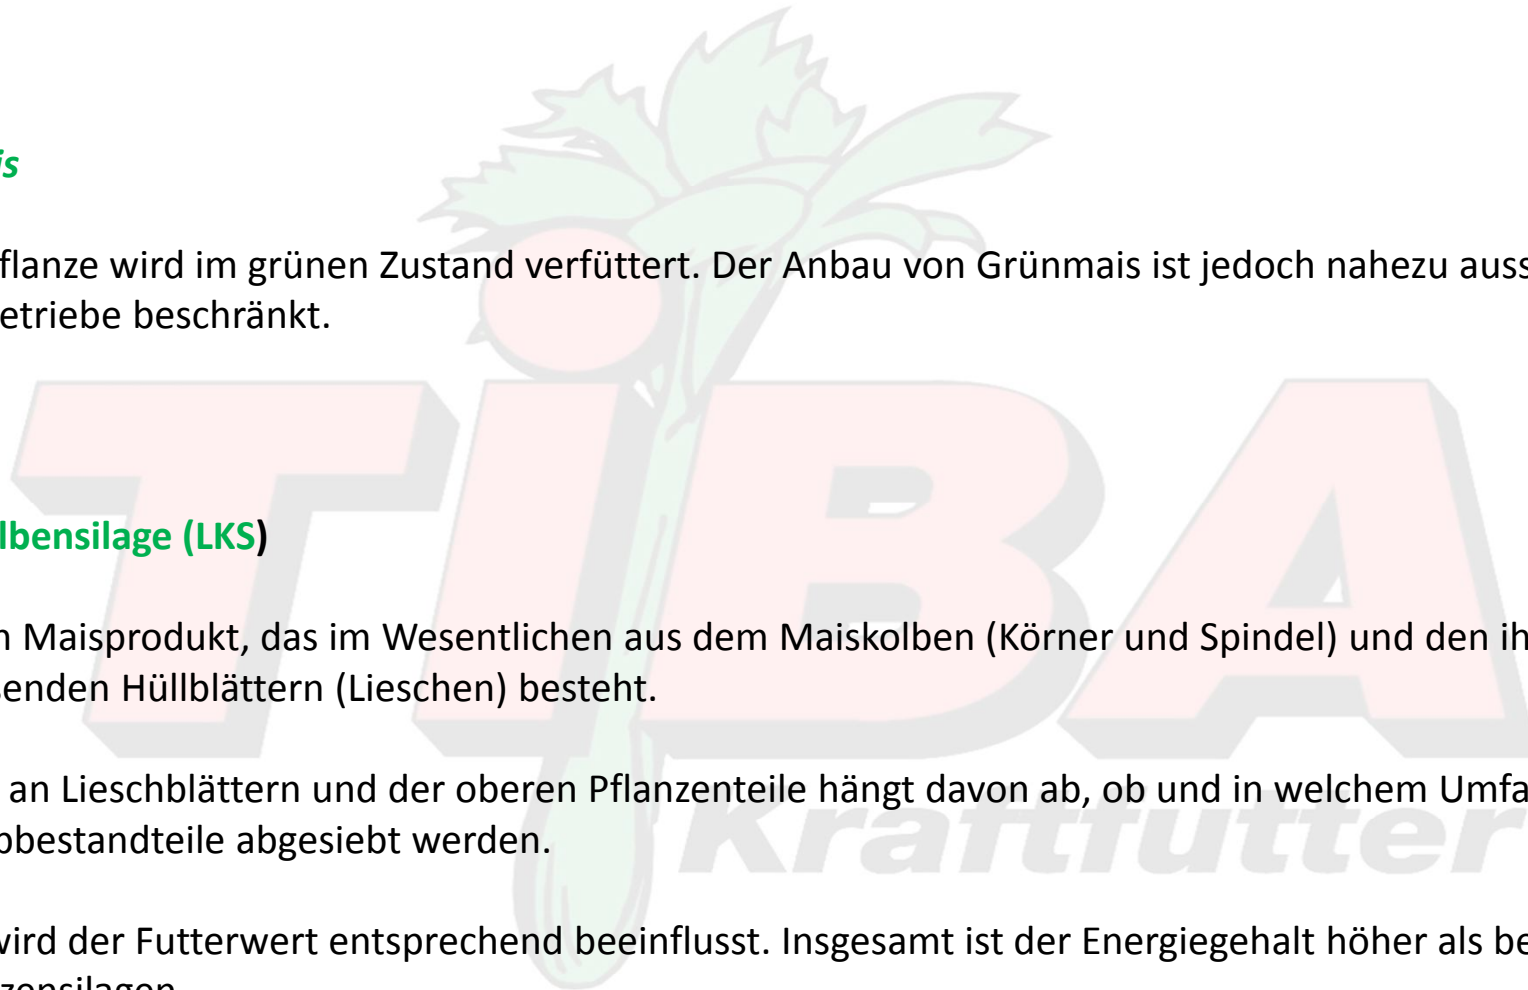 is
flanze wird im grünen Zustand verfüttert. Der Anbau von Grünmais ist jedoch nahezu auss
etriebe beschränkt.
lbensilage (LKS)
n Maisprodukt, das im Wesentlichen aus dem Maiskolben (Körner und Spindel) und den ih
senden Hüllblättern (Lieschen) besteht.
an Lieschblättern und der oberen Pflanzenteile hängt davon ab, ob und in welchem Umfa
bbestandteile abgesiebt werden.
wird der Futterwert entsprechend beeinflusst. Insgesamt ist der Energiegehalt höher als be
zensilagen
TiBA
Kraftfutter